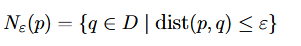 N_ε(p) = {q ∈ D | dist(p, q) ≤ ε}